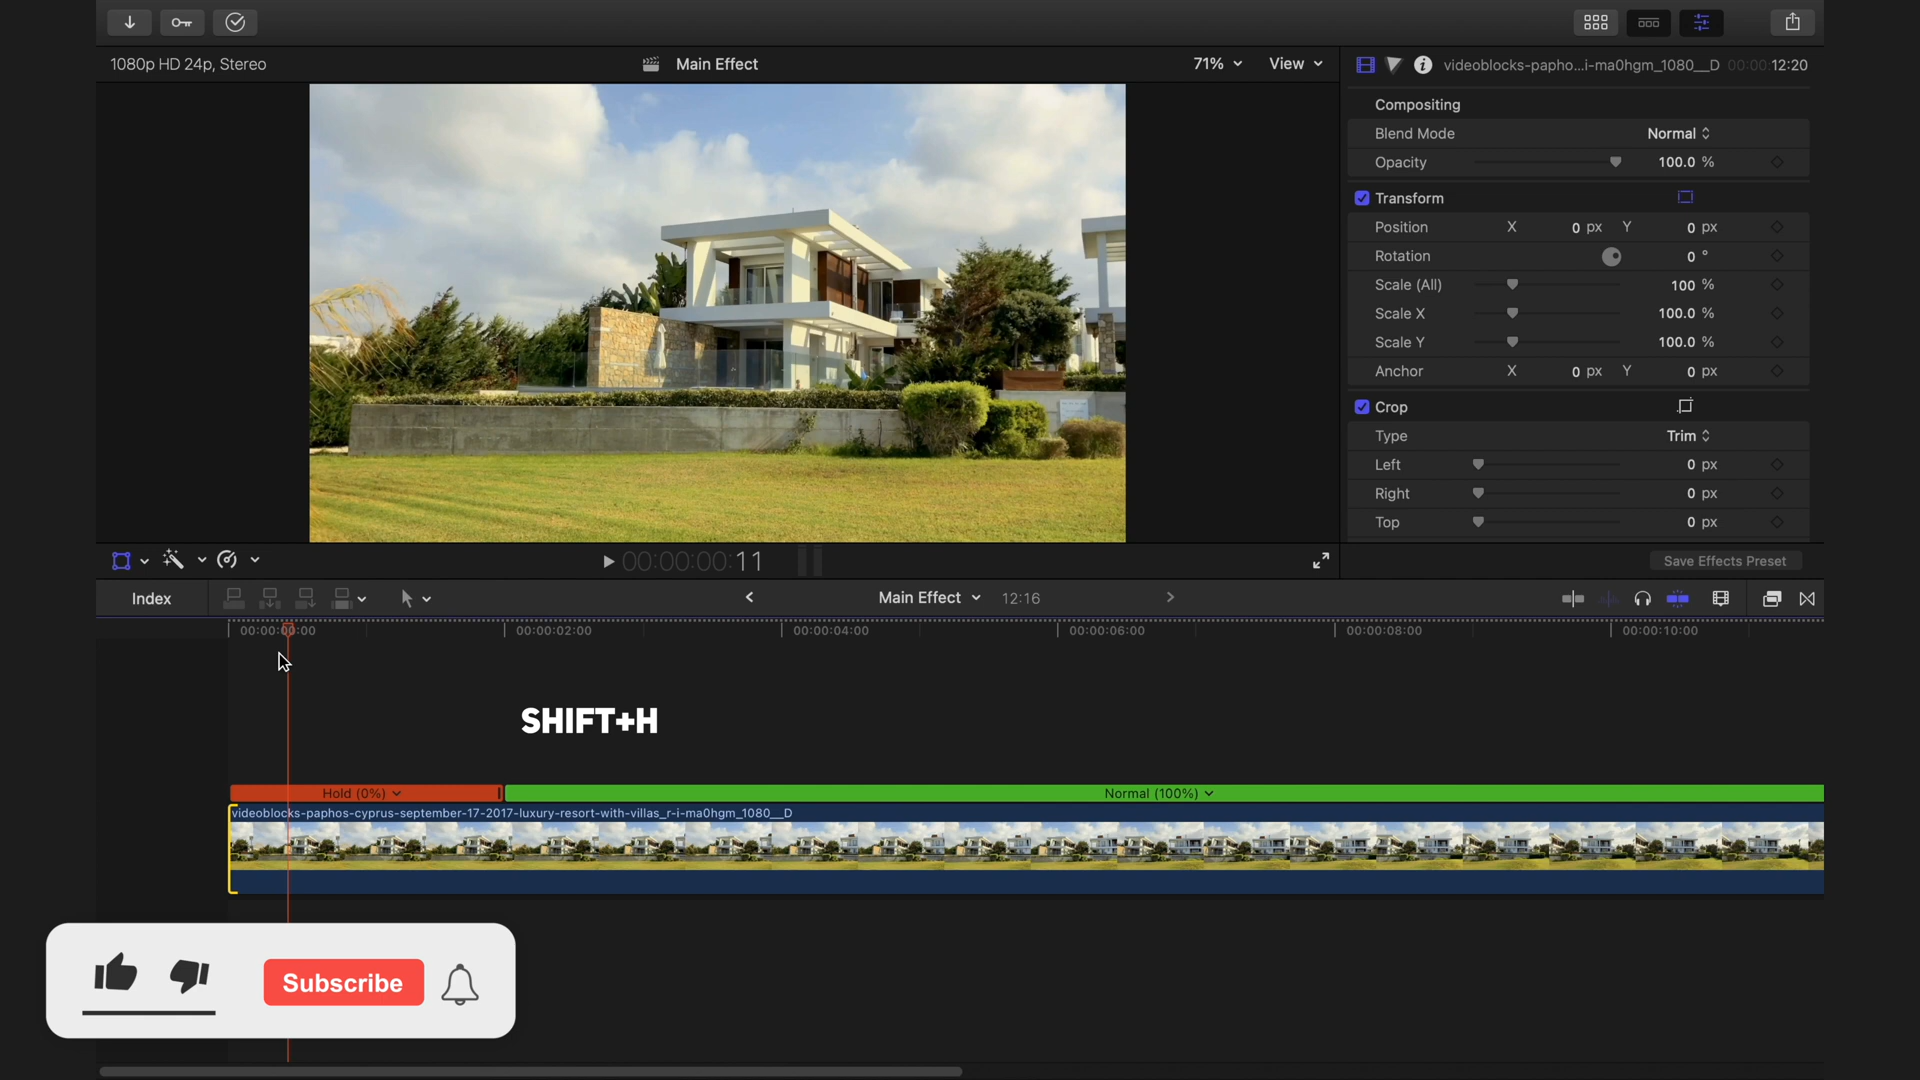 1080p HD 24p, Stereo
Main Effect
71%
View
videoblocks-papho...i-ma0hgm_1080__D
00:00:12:20
Compositing
Blend Mode
Normal
Opacity
100.0 %
Transform
Position X 0 px Y 0 px
Rotation 0 °
Scale (All) 100 %
Scale X 100.0 %
Scale Y 100.0 %
Anchor X 0 px Y 0 px
Crop
Type Trim
Left 0 px
Right 0 px
Top 0 px
00:00:00:11
Save Effects Preset
Index
Main Effect
12:16
00:00:00:00
00:00:02:00
00:00:04:00
00:00:06:00
00:00:08:00
00:00:10:00
SHIFT+H
Hold (0%)
Normal (100%)
videoblocks-paphos-cyprus-september-17-2017-luxury-resort-with-villas_r-i-ma0hgm_1080__D
Subscribe